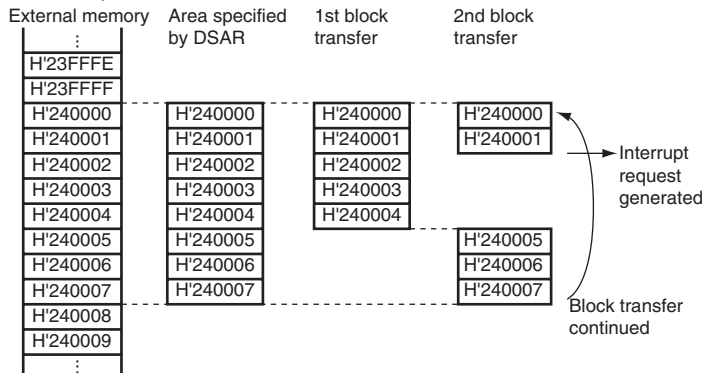 External memory
Area specified
by DSAR
1st block
transfer
2nd block
transfer
⋮
H'23FFFE
H'23FFFF
H'240000
H'240001
H'240002
H'240003
H'240004
H'240005
H'240006
H'240007
H'240008
H'240009
⋮
H'240000
H'240001
H'240002
H'240003
H'240004
H'240005
H'240006
H'240007
H'240000
H'240001
H'240002
H'240003
H'240004
H'240000
H'240001
H'240005
H'240006
H'240007
Interrupt
request
generated
Block transfer
continued